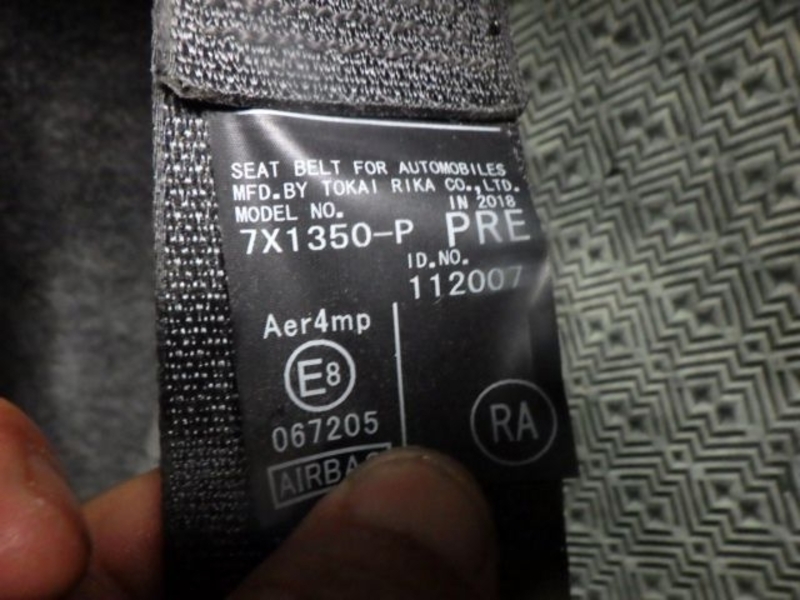 SEAT BELT FOR AUTOMOBILES
MFD.BY TOKAI RIKA CO.,LTD.
MODEL NO. IN 2018
7X1350-P PRE
ID.NO.
112007
Aer4mp
E8
RA
067205
AIRBAG